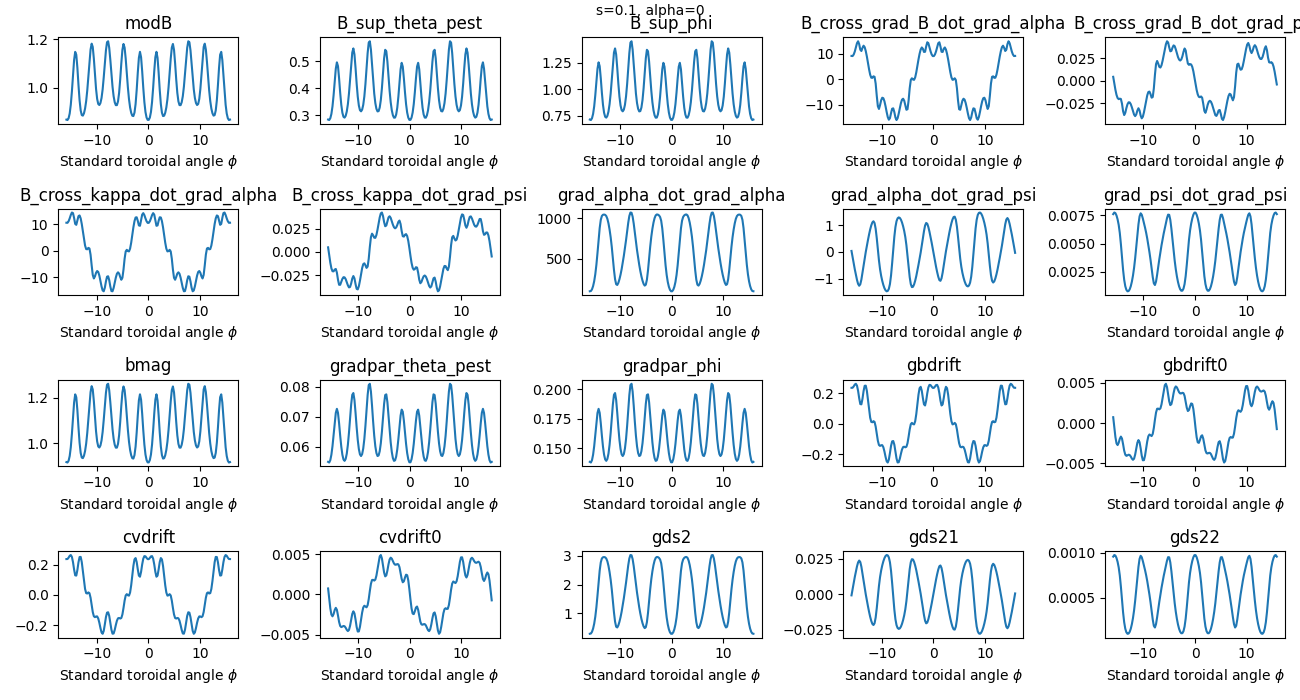 s=0.1, alpha=0
modB
B_sup_theta_pest
B_sup_phi
B_cross_grad_B_dot_grad_alpha
B_cross_grad_B_dot_grad_p
1.2
1.0
−10 0 10
Standard toroidal angle ϕ
0.5
0.4
0.3
−10 0 10
Standard toroidal angle ϕ
1.25
1.00
0.75
−10 0 10
Standard toroidal angle ϕ
10
0
−10
−10 0 10
Standard toroidal angle ϕ
0.025
0.000
−0.025
−10 0 10
Standard toroidal angle ϕ
B_cross_kappa_dot_grad_alpha
B_cross_kappa_dot_grad_psi
grad_alpha_dot_grad_alpha
grad_alpha_dot_grad_psi
grad_psi_dot_grad_psi
10
0
−10
−10 0 10
Standard toroidal angle ϕ
0.025
0.000
−0.025
−10 0 10
Standard toroidal angle ϕ
1000
500
−10 0 10
Standard toroidal angle ϕ
1
0
−1
−10 0 10
Standard toroidal angle ϕ
0.0075
0.0050
0.0025
−10 0 10
Standard toroidal angle ϕ
bmag
gradpar_theta_pest
gradpar_phi
gbdrift
gbdrift0
1.2
1.0
−10 0 10
Standard toroidal angle ϕ
0.08
0.07
0.06
−10 0 10
Standard toroidal angle ϕ
0.200
0.175
0.150
−10 0 10
Standard toroidal angle ϕ
0.2
0.0
−0.2
−10 0 10
Standard toroidal angle ϕ
0.005
0.000
−0.005
−10 0 10
Standard toroidal angle ϕ
cvdrift
cvdrift0
gds2
gds21
gds22
0.2
0.0
−0.2
−10 0 10
Standard toroidal angle ϕ
0.005
0.000
−0.005
−10 0 10
Standard toroidal angle ϕ
3
2
1
−10 0 10
Standard toroidal angle ϕ
0.025
0.000
−0.025
−10 0 10
Standard toroidal angle ϕ
0.0010
0.0005
−10 0 10
Standard toroidal angle ϕ